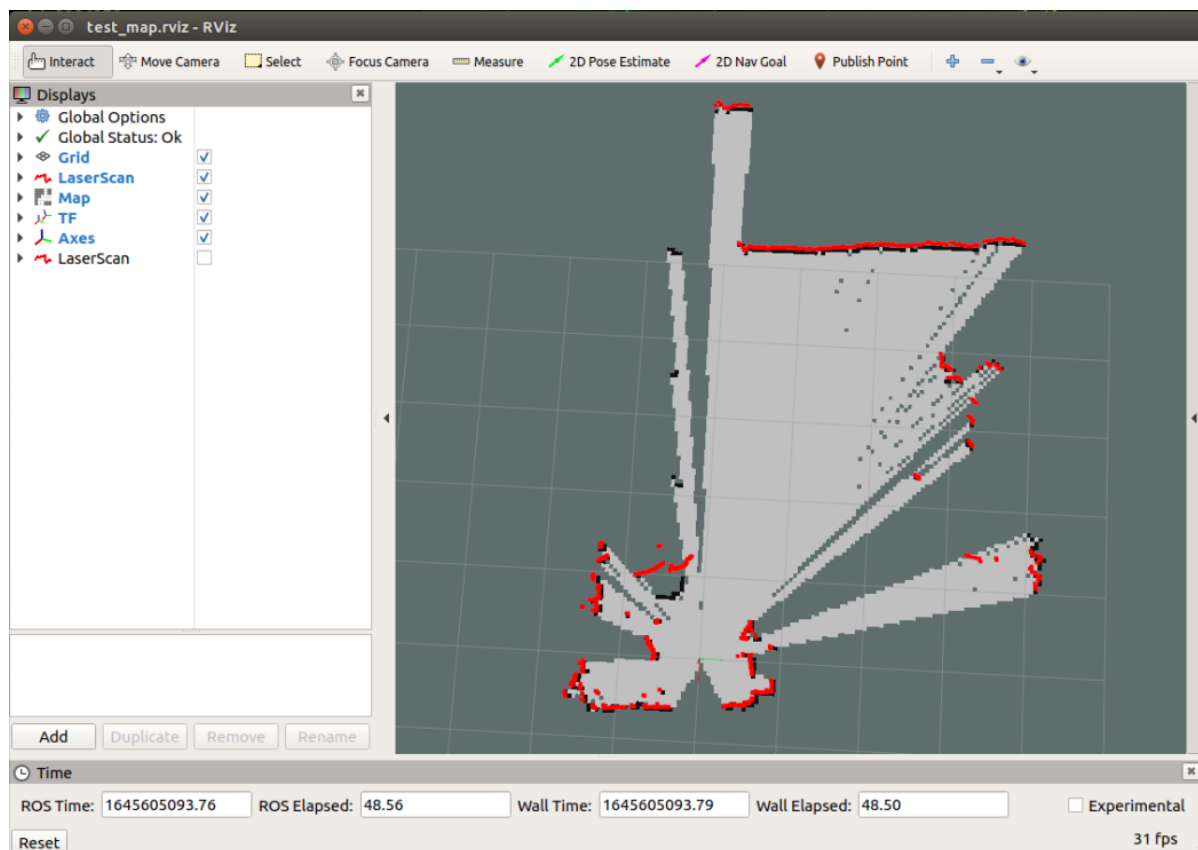 test_map.rviz - RViz
Interact Move Camera Select Focus Camera Measure 2D Pose Estimate 2D Nav Goal Publish Point
Displays
Global Options
Global Status: Ok
Grid
LaserScan
Map
TF
Axes
LaserScan
Add Duplicate Remove Rename
Time
ROS Time: 1645605093.76 ROS Elapsed: 48.56 Wall Time: 1645605093.79 Wall Elapsed: 48.50 Experimental
Reset 31 fps